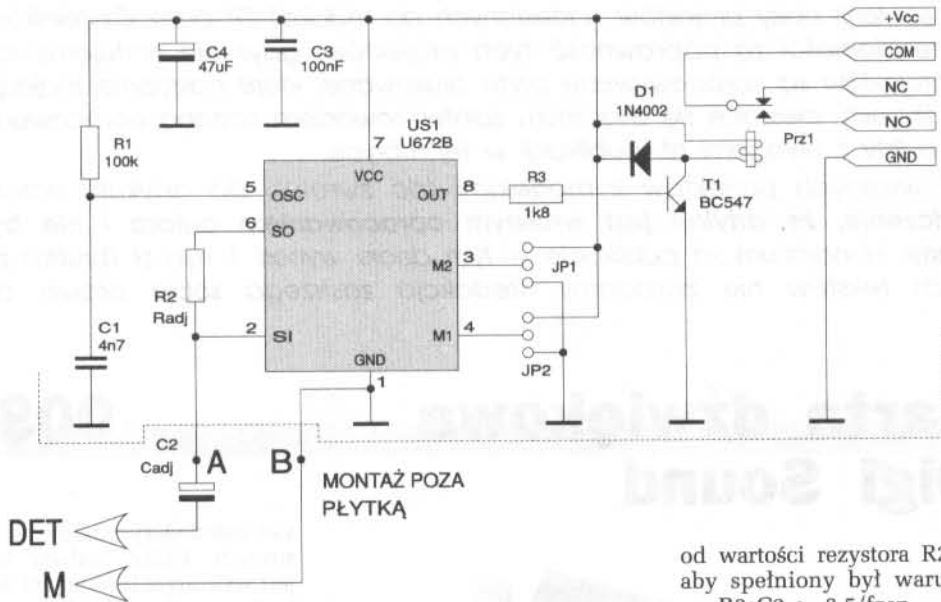 +Vcc
COM
NC
NO
GND
C4
47uF
C3
100nF
D1
1N4002
Prz1
T1
BC547
R1
100k
US1
U672B
7
VCC
5
OSC
OUT
8
R3
1k8
6
SO
M2
3
JP1
R2
Radj
2
SI
M1
4
JP2
GND
1
C1
4n7
C2
Cadj
A
B
MONTAŻ POZA
PŁYTKĄ
DET
M
od wartości rezystora R2
aby spełniony był waru